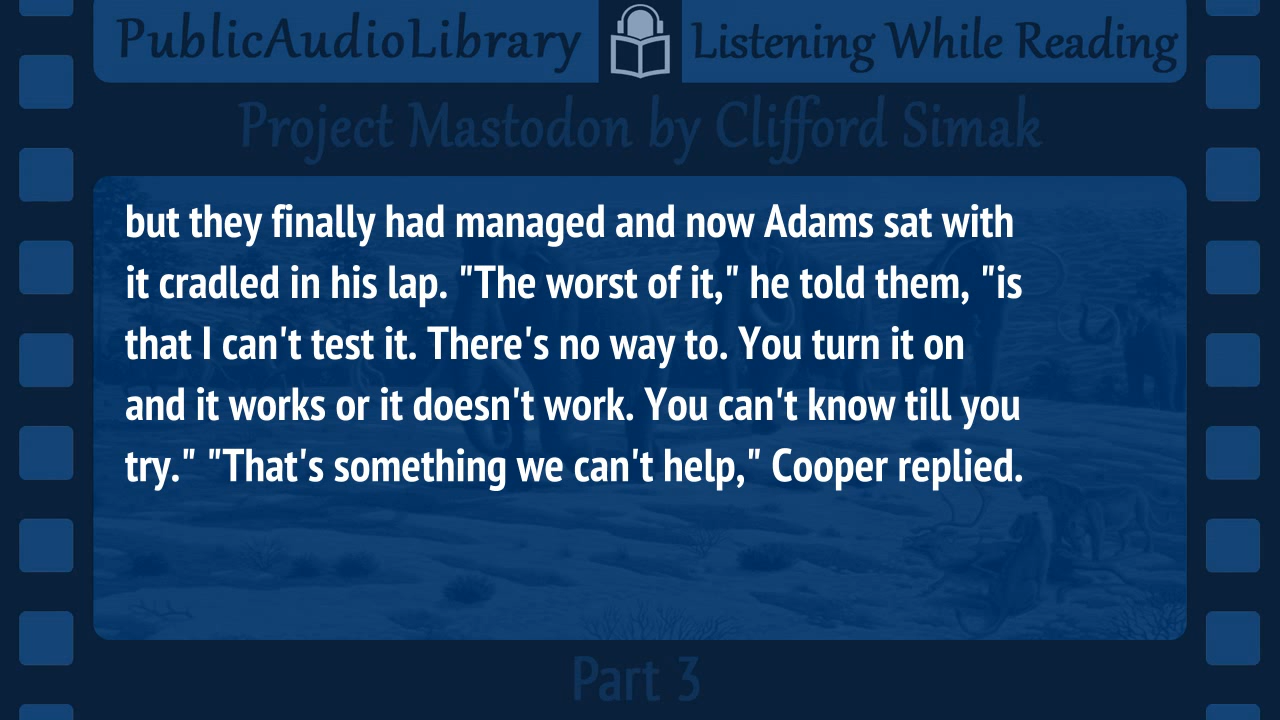 PublicAudioLibrary Listening While Reading
Project Mastodon by Clifford Simak
but they finally had managed and now Adams sat with
it cradled in his lap. "The worst of it," he told them, "is
that I can't test it. There's no way to. You turn it on
and it works or it doesn't work. You can't know till you
try." "That's something we can't help," Cooper replied.
Part 3